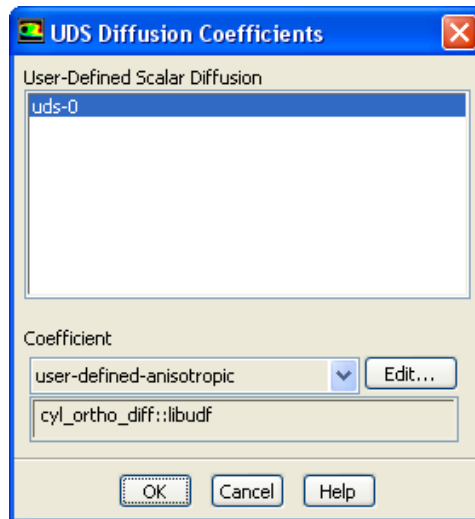 UDS Diffusion Coefficients
User-Defined Scalar Diffusion
uds-0
Coefficient
user-defined-anisotropic
Edit...
cyl_ortho_diff::libudf
OK
Cancel
Help